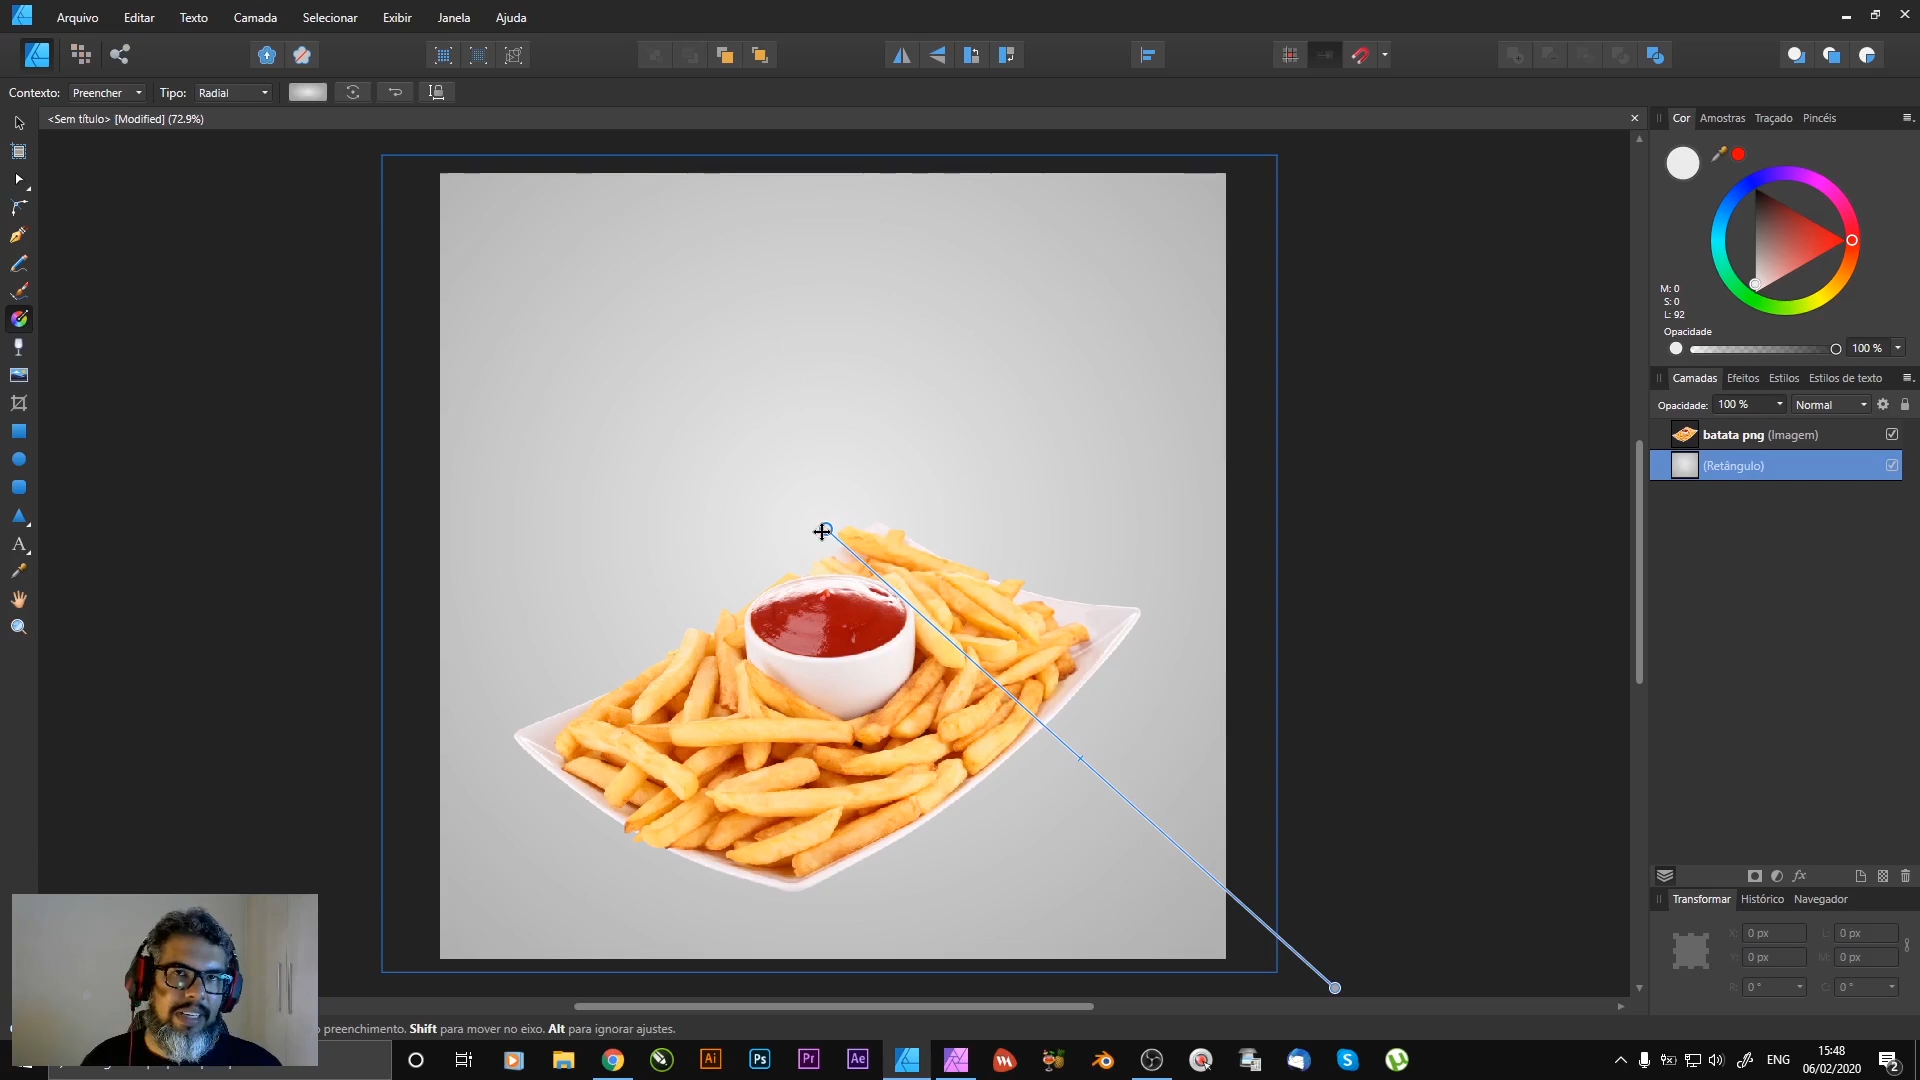 Arquivo Editar Texto Camada Selecionar Exibir Janela Ajuda
Contexto: Preencher Tipo: Radial
<Sem título> [Modified] (72.9%)
Cor Amostras Traçado Pincéis
M: 0
S: 0
L: 92
Opacidade
100 %
Camadas Efeitos Estilos Estilos de texto
Opacidade: 100 % Normal
batata png (Imagem)
(Retângulo)
Transformar Histórico Navegador
X: 0 px L: 0 px
Y: 0 px M: 0 px
R: 0 ° C: 0 °
A
o preenchimento. Shift para mover no eixo. Alt para ignorar ajustes.
Ai Ps Pr Ae
S
ENG
15:48
06/02/2020
2